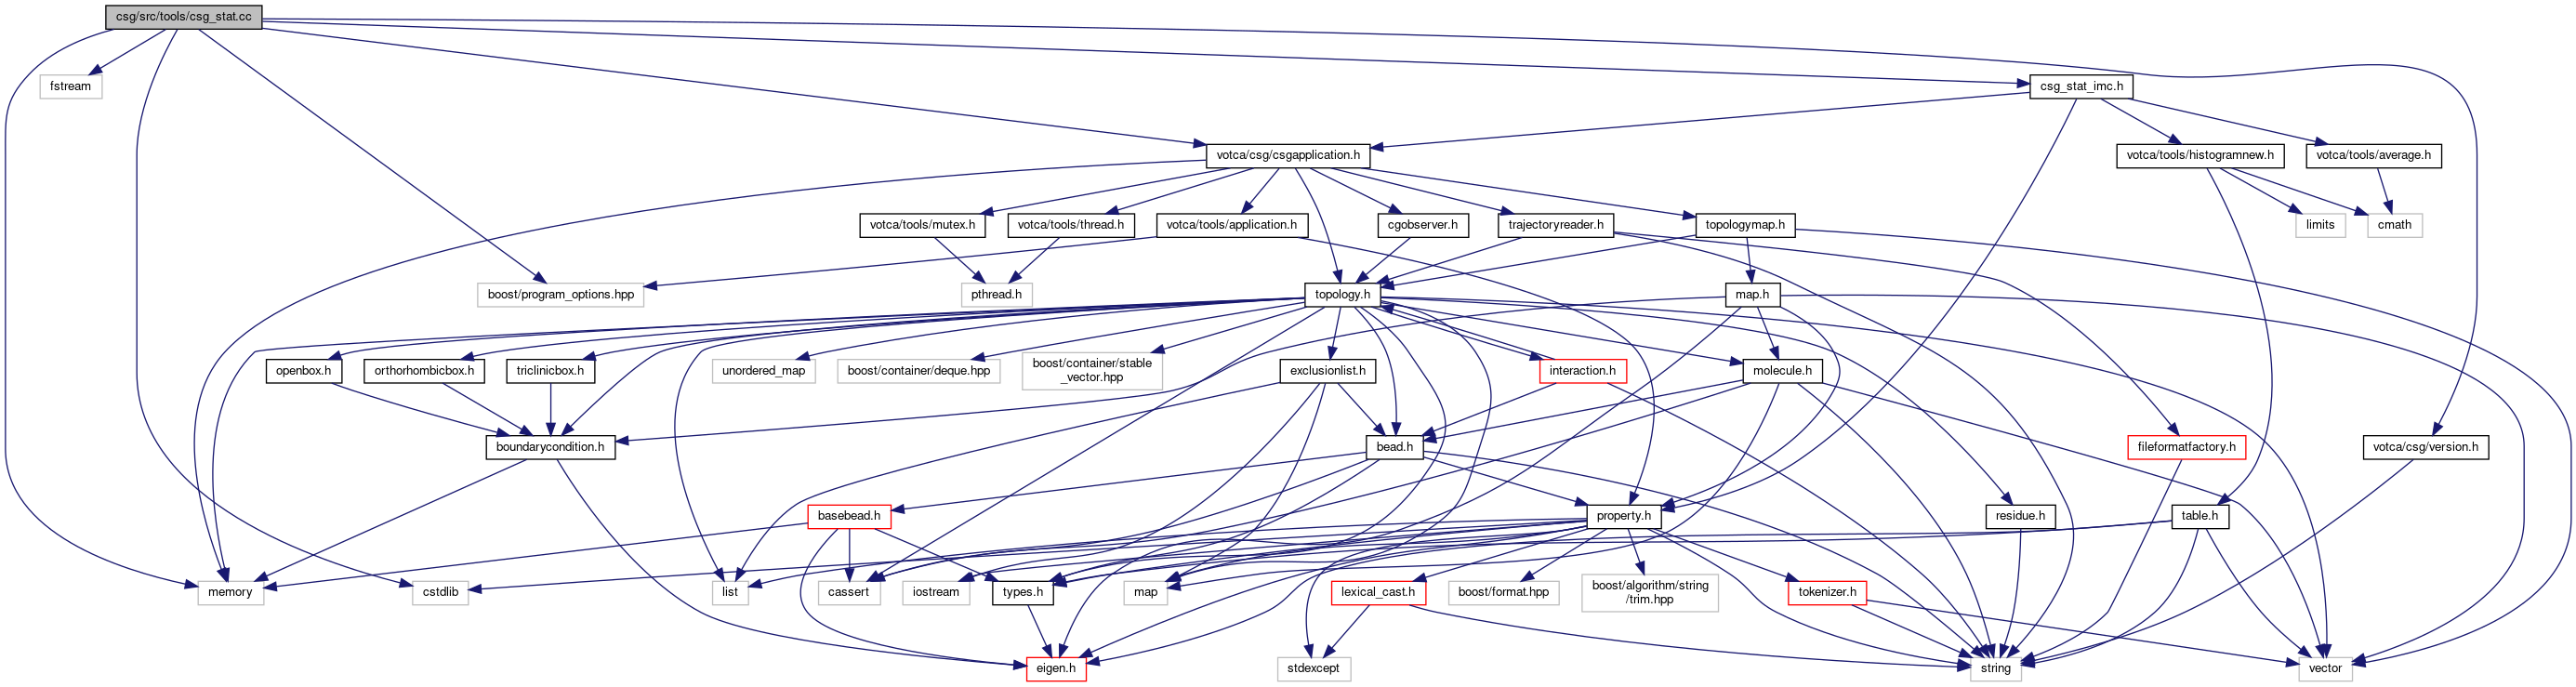 csg/src/tools/csg_stat.cc
fstream
csg_stat_imc.h
votca/csg/csgapplication.h
votca/tools/histogramnew.h
votca/tools/average.h
votca/tools/mutex.h
votca/tools/thread.h
votca/tools/application.h
cgobserver.h
trajectoryreader.h
topologymap.h
limits
cmath
boost/program_options.hpp
pthread.h
topology.h
map.h
openbox.h
orthorhombicbox.h
triclinicbox.h
unordered_map
boost/container/deque.hpp
boost/container/stable
_vector.hpp
exclusionlist.h
interaction.h
molecule.h
boundarycondition.h
bead.h
fileformatfactory.h
votca/csg/version.h
basebead.h
property.h
residue.h
table.h
memory
cstdlib
list
cassert
iostream
types.h
map
lexical_cast.h
boost/format.hpp
boost/algorithm/string
/trim.hpp
tokenizer.h
eigen.h
stdexcept
string
vector